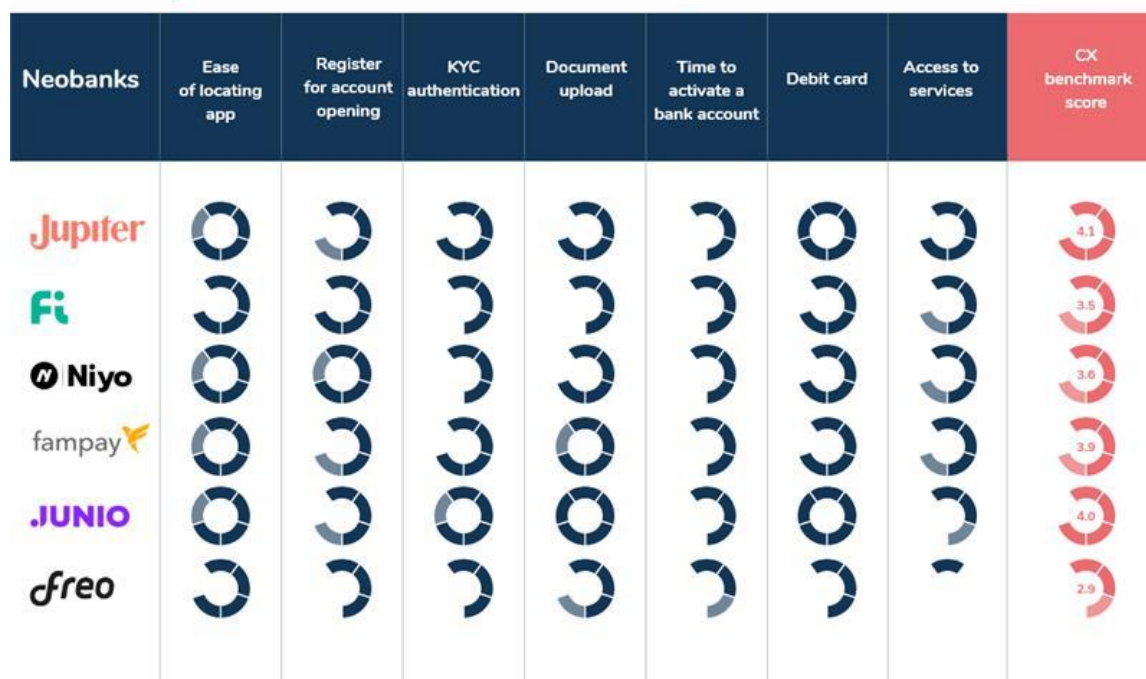 Neobanks
Ease
of locating
app
Register
for account
opening
KYC
authentication
Document
upload
Time to
activate a
bank account
Debit card
Access to
services
CX
benchmark
score
Jupiter
4.1
Fi
3.5
N Niyo
3.6
fampay
3.9
.JUNIO
4.0
freo
2.9